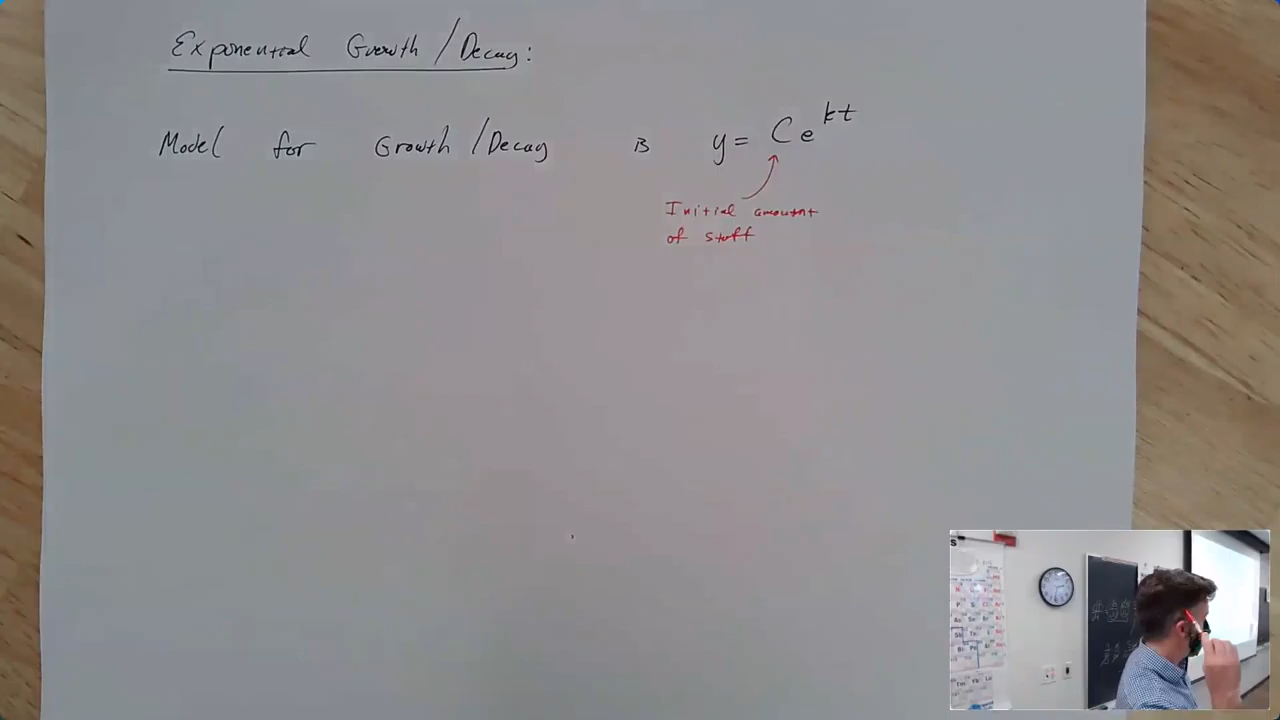 Exponential Growth / Decay:
Model for Growth / Decay is y = Ce^{kt}
Initial amount
of stuff